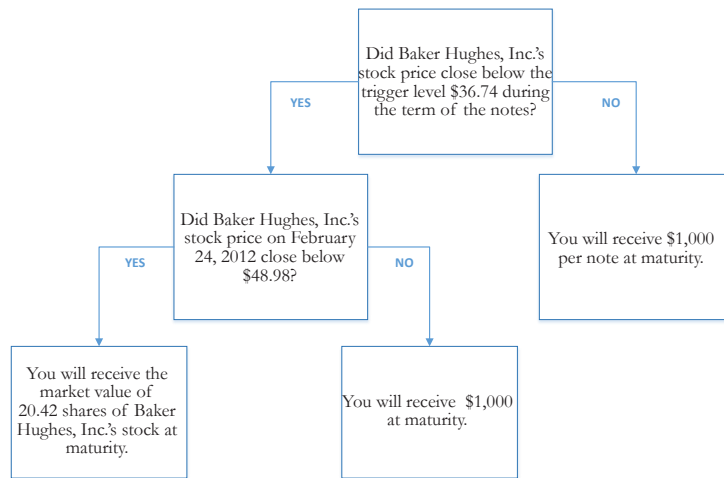 Did Baker Hughes, Inc.'s
stock price close below the
trigger level $36.74 during
the term of the notes?
YES
NO
Did Baker Hughes, Inc.'s
stock price on February
24, 2012 close below
$48.98?
You will receive $1,000
per note at maturity.
YES
NO
You will receive the
market value of
20.42 shares of Baker
Hughes, Inc.'s stock at
maturity.
You will receive $1,000
at maturity.